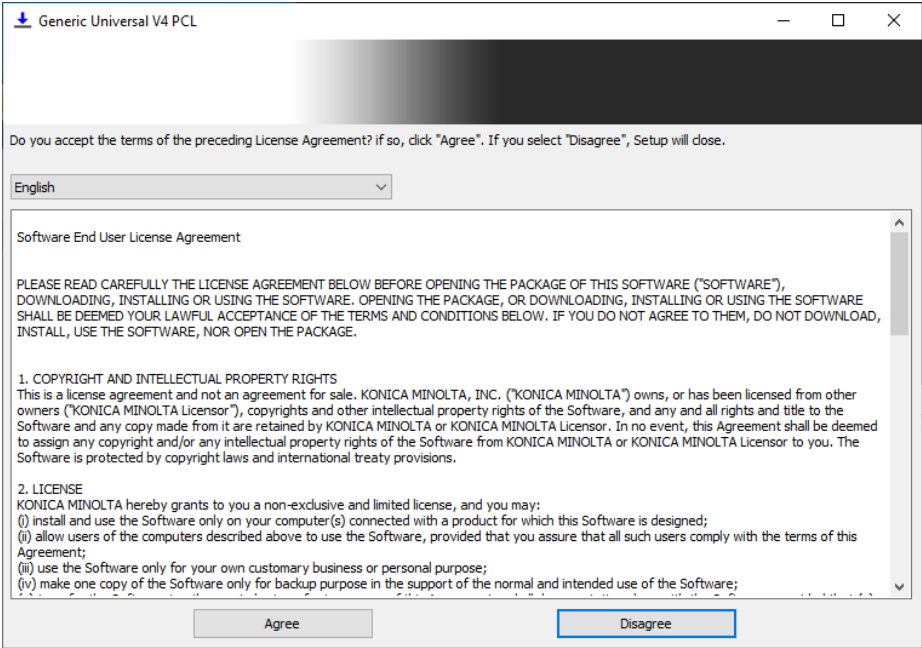 Generic Universal V4 PCL
Do you accept the terms of the preceding License Agreement? if so, click "Agree". If you select "Disagree", Setup will close.
English
Software End User License Agreement
PLEASE READ CAREFULLY THE LICENSE AGREEMENT BELOW BEFORE OPENING THE PACKAGE OF THIS SOFTWARE ("SOFTWARE"),
DOWNLOADING, INSTALLING OR USING THE SOFTWARE. OPENING THE PACKAGE, OR DOWNLOADING, INSTALLING OR USING THE SOFTWARE
SHALL BE DEEMED YOUR LAWFUL ACCEPTANCE OF THE TERMS AND CONDITIONS BELOW. IF YOU DO NOT AGREE TO THEM, DO NOT DOWNLOAD,
INSTALL, USE THE SOFTWARE, NOR OPEN THE PACKAGE.
1. COPYRIGHT AND INTELLECTUAL PROPERTY RIGHTS
This is a license agreement and not an agreement for sale. KONICA MINOLTA, INC. ("KONICA MINOLTA") owns, or has been licensed from other
owners ("KONICA MINOLTA Licensor"), copyrights and other intellectual property rights of the Software, and any and all rights and title to the
Software and any copy made from it are retained by KONICA MINOLTA or KONICA MINOLTA Licensor. In no event, this Agreement shall be deemed
to assign any copyright and/or any intellectual property rights of the Software from KONICA MINOLTA or KONICA MINOLTA Licensor to you. The
Software is protected by copyright laws and international treaty provisions.
2. LICENSE
KONICA MINOLTA hereby grants to you a non-exclusive and limited license, and you may:
(i) install and use the Software only on your computer(s) connected with a product for which this Software is designed;
(ii) allow users of the computers described above to use the Software, provided that you assure that all such users comply with the terms of this
Agreement;
(iii) use the Software only for your own customary business or personal purpose;
(iv) make one copy of the Software only for backup purpose in the support of the normal and intended use of the Software;
Agree
Disagree